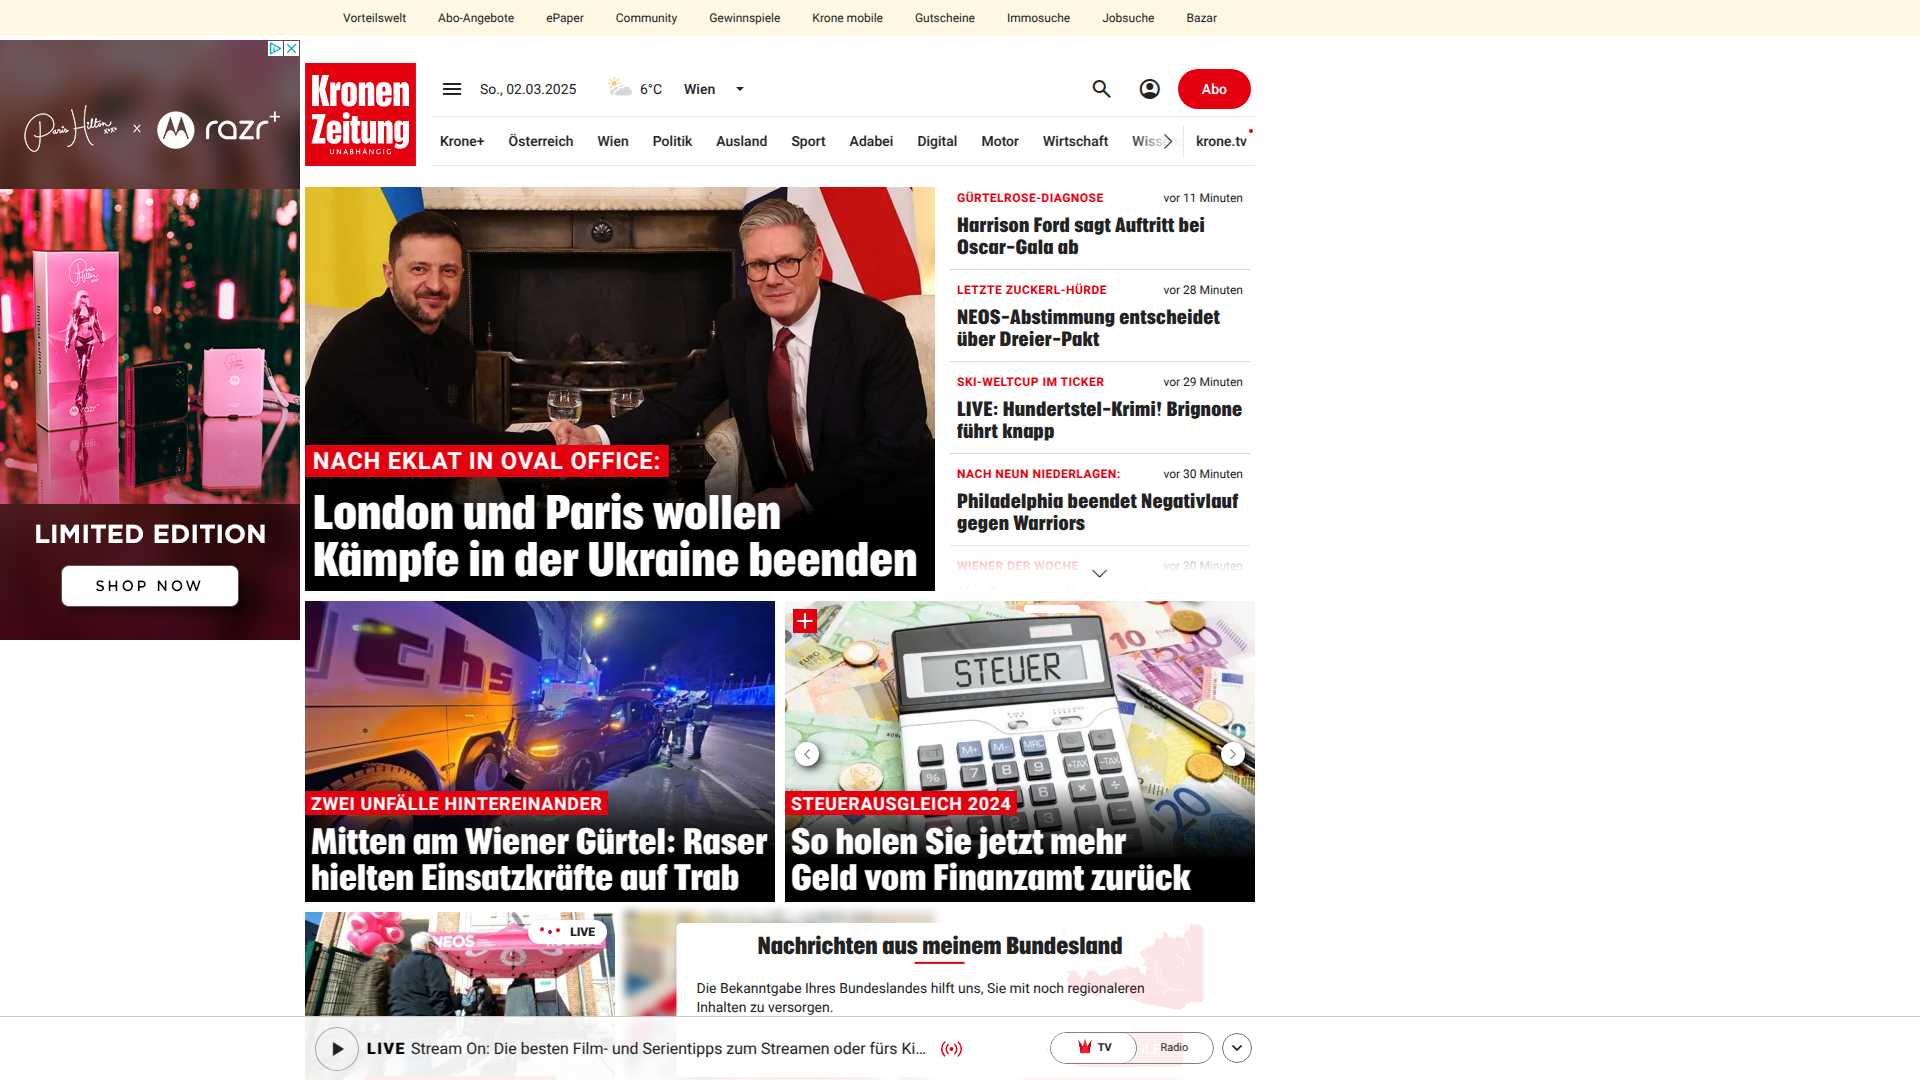 Vorteilswelt Abo-Angebote ePaper Community Gewinnspiele Krone mobile Gutscheine Immosuche Jobsuche Bazar
Paris Hilton x razr+
LIMITED EDITION
SHOP NOW
Kronen
Zeitung
UNABHÄNGIG
So., 02.03.2025 6°C Wien
Abo
Krone+ Österreich Wien Politik Ausland Sport Adabei Digital Motor Wirtschaft Wiss krone.tv
NACH EKLAT IN OVAL OFFICE:
London und Paris wollen
Kämpfe in der Ukraine beenden
GÜRTELROSE-DIAGNOSE vor 11 Minuten
Harrison Ford sagt Auftritt bei
Oscar-Gala ab
LETZTE ZUCKERL-HÜRDE vor 28 Minuten
NEOS-Abstimmung entscheidet
über Dreier-Pakt
SKI-WELTCUP IM TICKER vor 29 Minuten
LIVE: Hundertstel-Krimi! Brignone
führt knapp
NACH NEUN NIEDERLAGEN: vor 30 Minuten
Philadelphia beendet Negativlauf
gegen Warriors
WIENER DER WOCHE vor 30 Minuten
chs
ZWEI UNFÄLLE HINTEREINANDER
Mitten am Wiener Gürtel: Raser
hielten Einsatzkräfte auf Trab
STEUER
STEUERAUSGLEICH 2024
So holen Sie jetzt mehr
Geld vom Finanzamt zurück
NEOS
LIVE
Nachrichten aus meinem Bundesland
Die Bekanntgabe Ihres Bundeslandes hilft uns, Sie mit noch regionaleren
Inhalten zu versorgen.
LIVE Stream On: Die besten Film- und Serientipps zum Streamen oder fürs Ki...
TV Radio